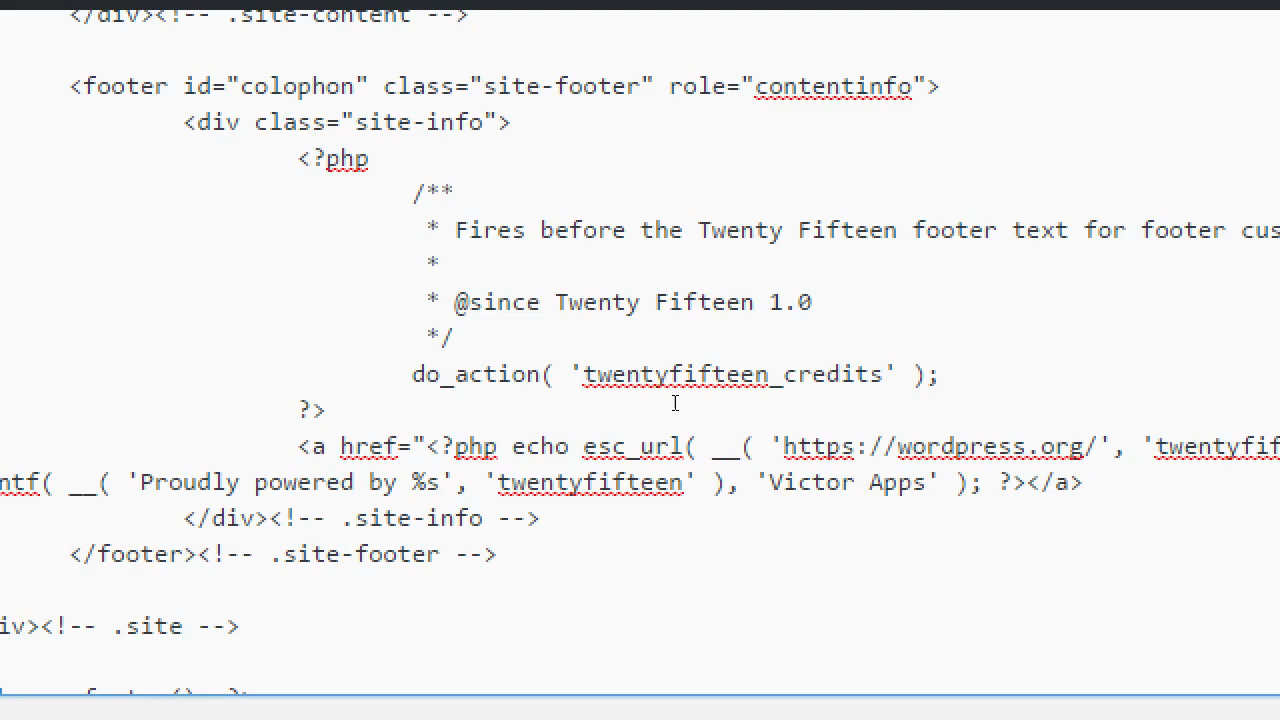 </div><!-- .site-content -->
<footer id="colophon" class="site-footer" role="contentinfo">
<div class="site-info">
<?php
/**
* Fires before the Twenty Fifteen footer text for footer cus
*
* @since Twenty Fifteen 1.0
*/
do_action( 'twentyfifteen_credits' );
?>
<a href="<?php echo esc_url( __( 'https://wordpress.org/', 'twentyfif
ntf( __( 'Proudly powered by %s', 'twentyfifteen' ), 'Victor Apps' ); ?></a>
</div><!-- .site-info -->
</footer><!-- .site-footer -->
iv><!-- .site -->